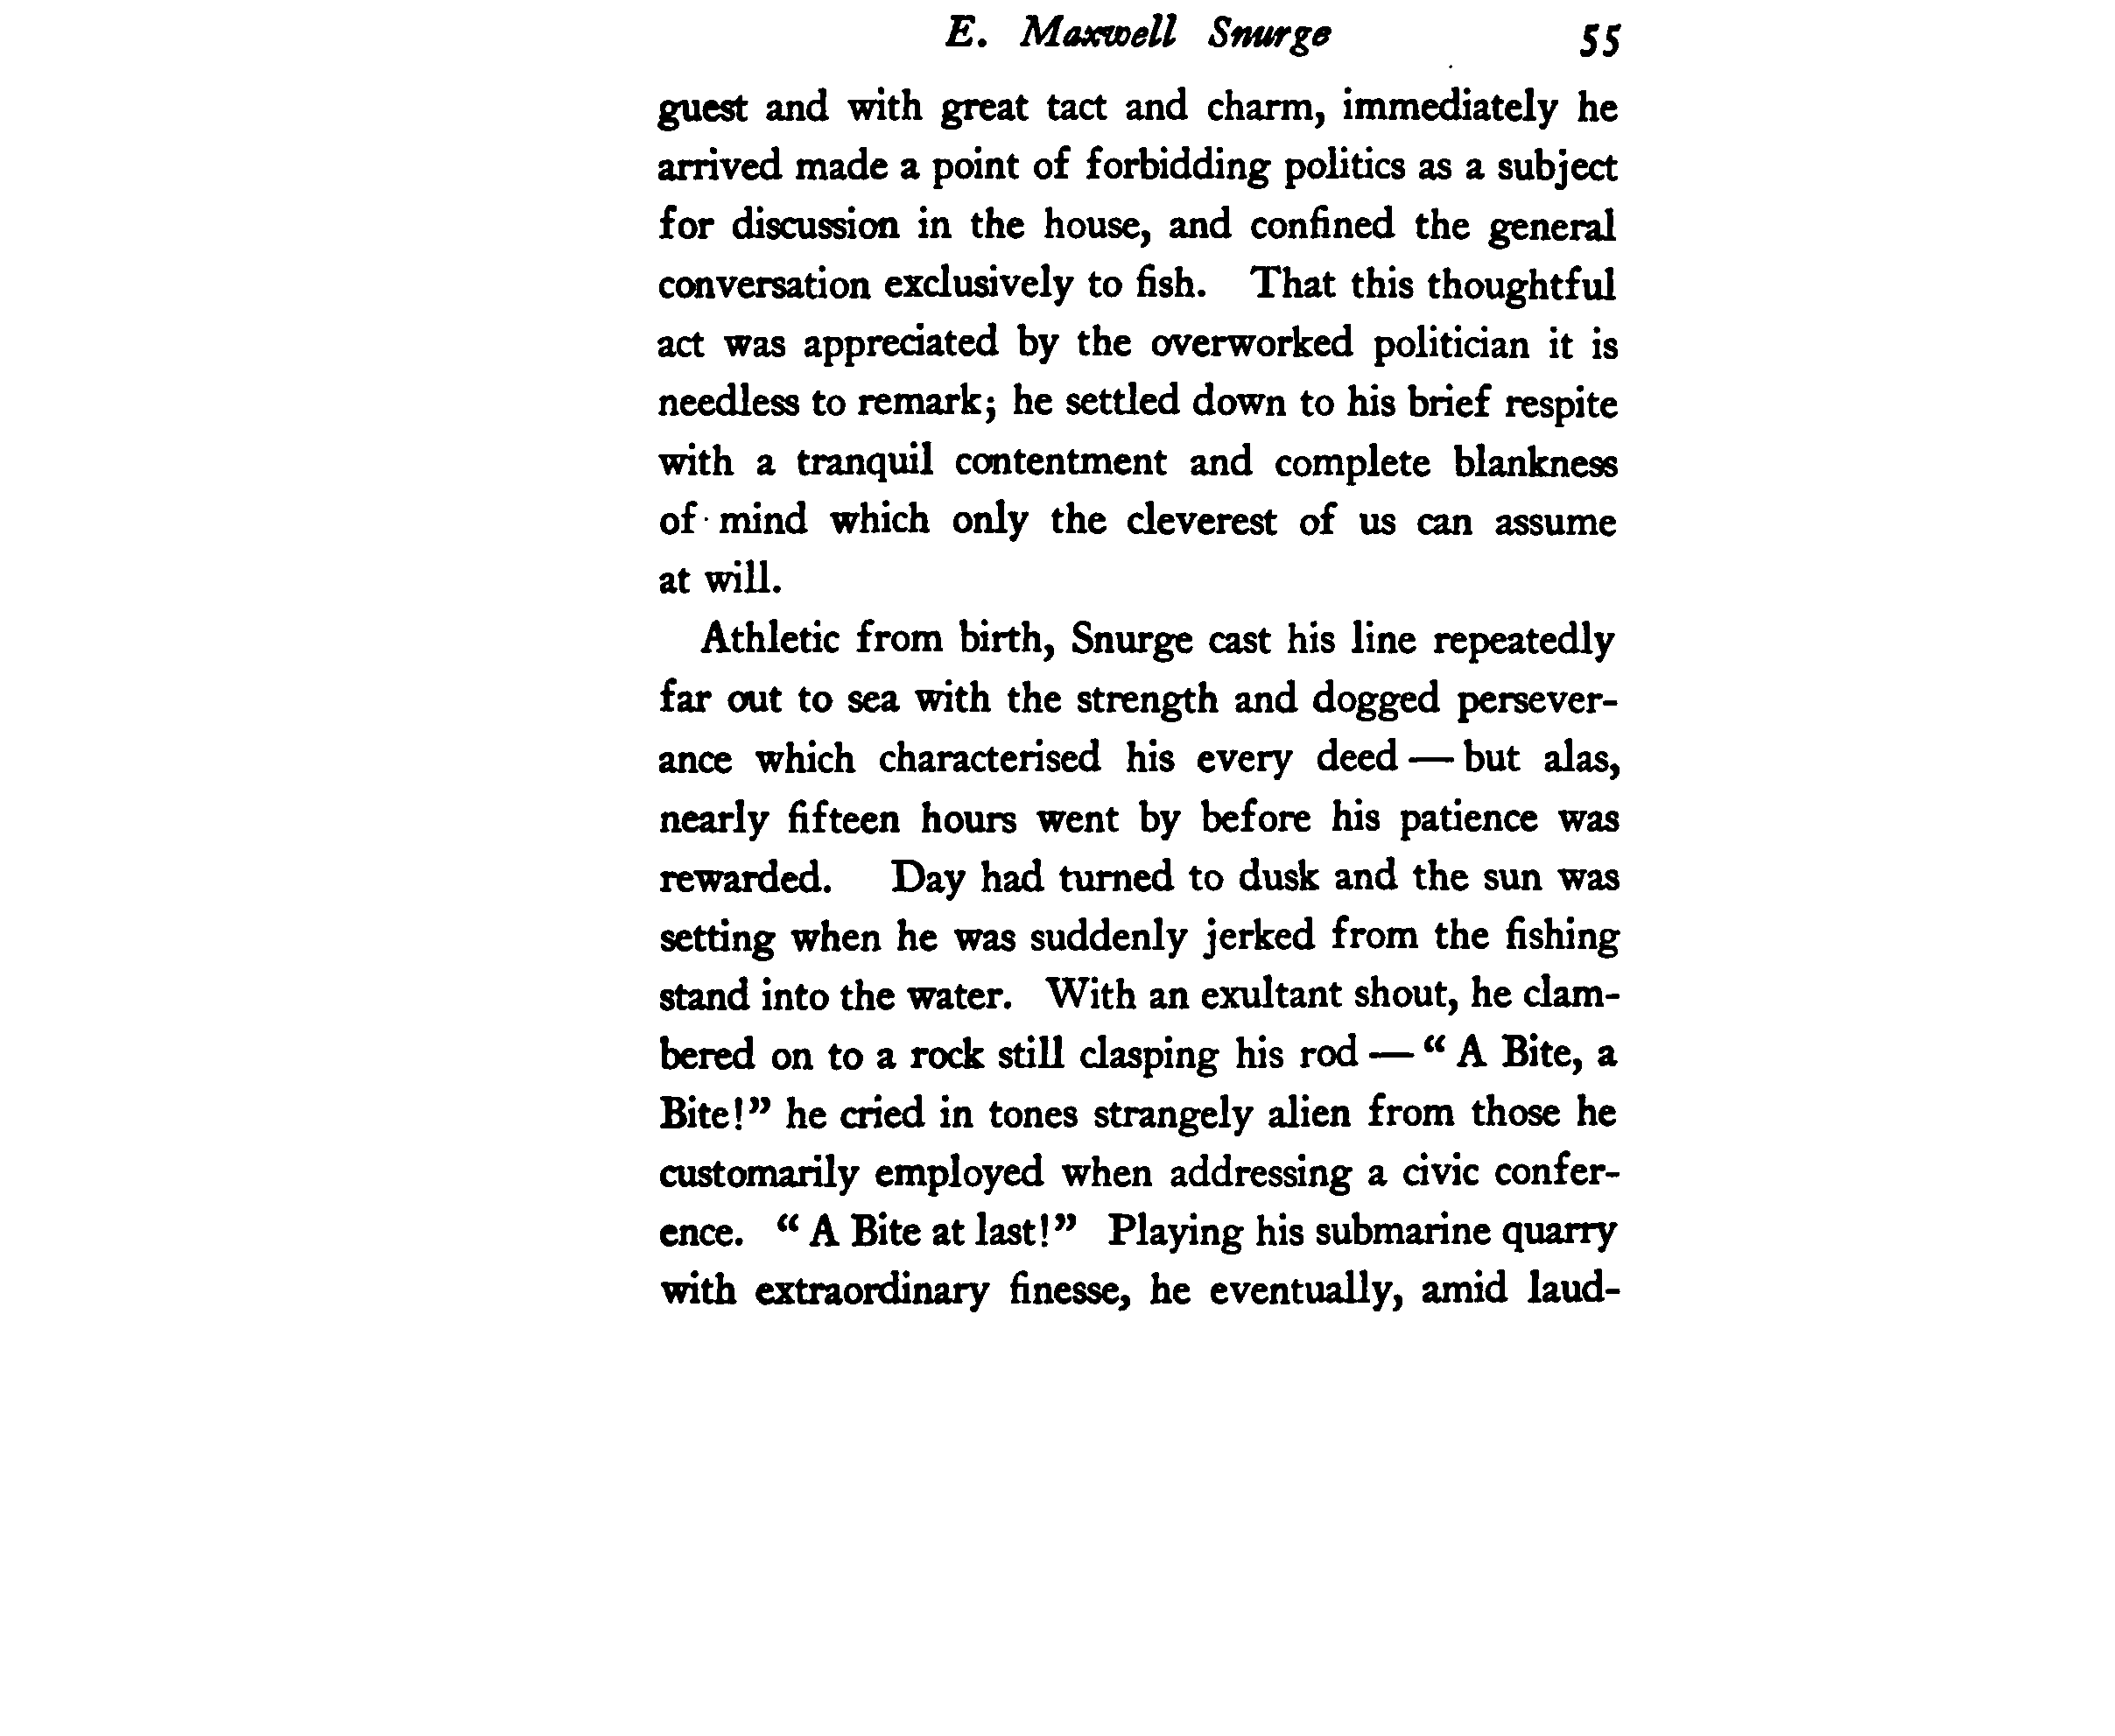 E. Maxwell Snurge 55
guest and with great tact and charm, immediately he
arrived made a point of forbidding politics as a subject
for discussion in the house, and confined the general
conversation exclusively to fish. That this thoughtful
act was appreciated by the overworked politician it is
needless to remark; he settled down to his brief respite
with a tranquil contentment and complete blankness
of mind which only the cleverest of us can assume
at will.
Athletic from birth, Snurge cast his line repeatedly
far out to sea with the strength and dogged persever-
ance which characterised his every deed — but alas,
nearly fifteen hours went by before his patience was
rewarded. Day had turned to dusk and the sun was
setting when he was suddenly jerked from the fishing
stand into the water. With an exultant shout, he clam-
bered on to a rock still clasping his rod — “ A Bite, a
Bite!” he cried in tones strangely alien from those he
customarily employed when addressing a civic confer-
ence. “ A Bite at last!” Playing his submarine quarry
with extraordinary finesse, he eventually, amid laud-